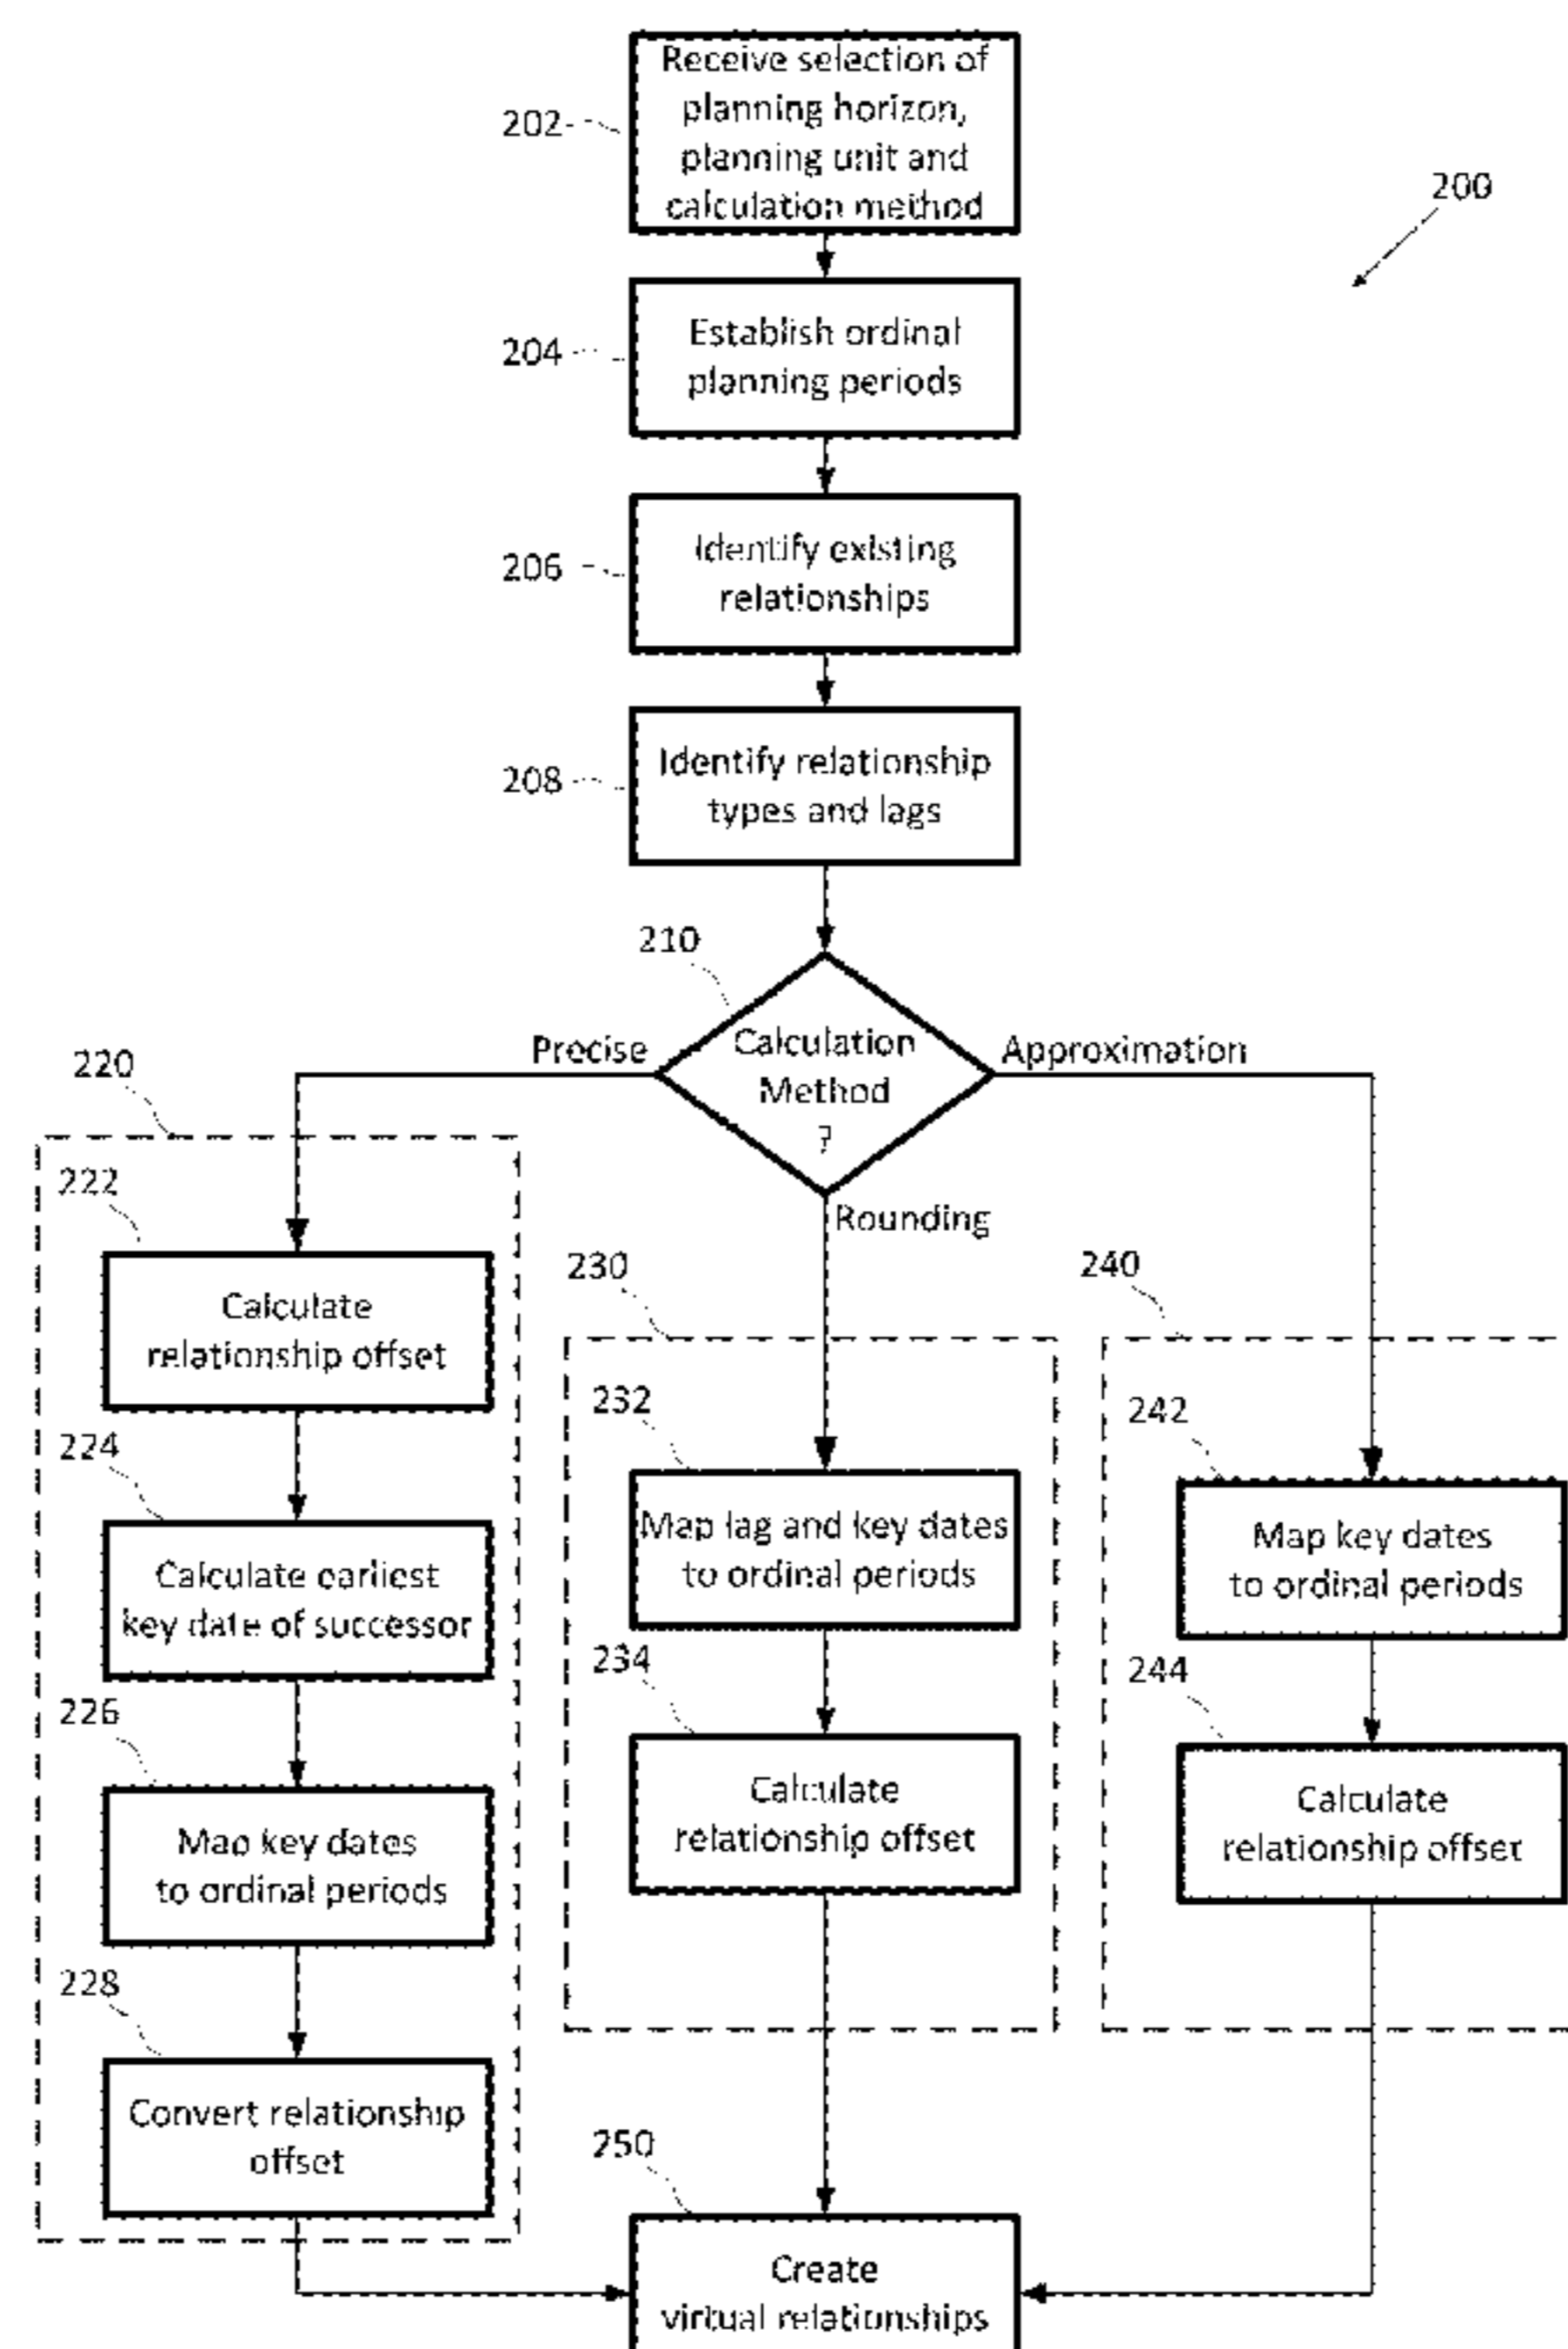 Receive selection of
planning horizon,
planning unit and
calculation method
202
200
Establish ordinal
planning periods
204
Identify existing
relationships
206
Identify relationship
types and lags
208
210
Calculation
Method
?
Precise
Approximation
Rounding
220
222
Calculate
relationship offset
224
Calculate earliest
key date of successor
226
Map key dates
to ordinal periods
228
Convert relationship
offset
230
232
Map lag and key dates
to ordinal periods
234
Calculate
relationship offset
240
242
Map key dates
to ordinal periods
244
Calculate
relationship offset
250
Create
virtual relationships